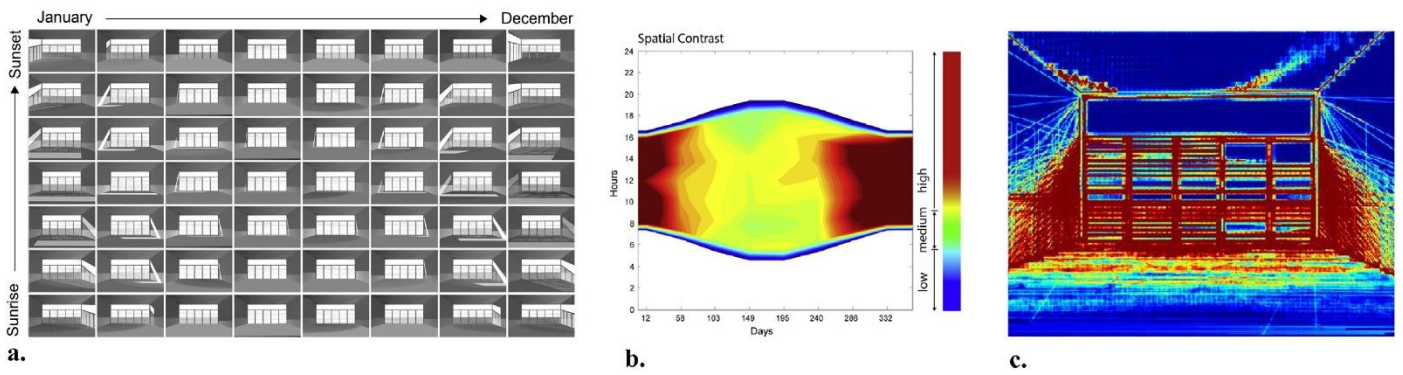 January
December
Sunset
Sunrise
a.
Spatial Contrast
24
22
20
18
16
14
12
10
8
6
4
2
0
Hours
12
58
103
149
195
240
286
332
Days
high
medium
low
b.
c.